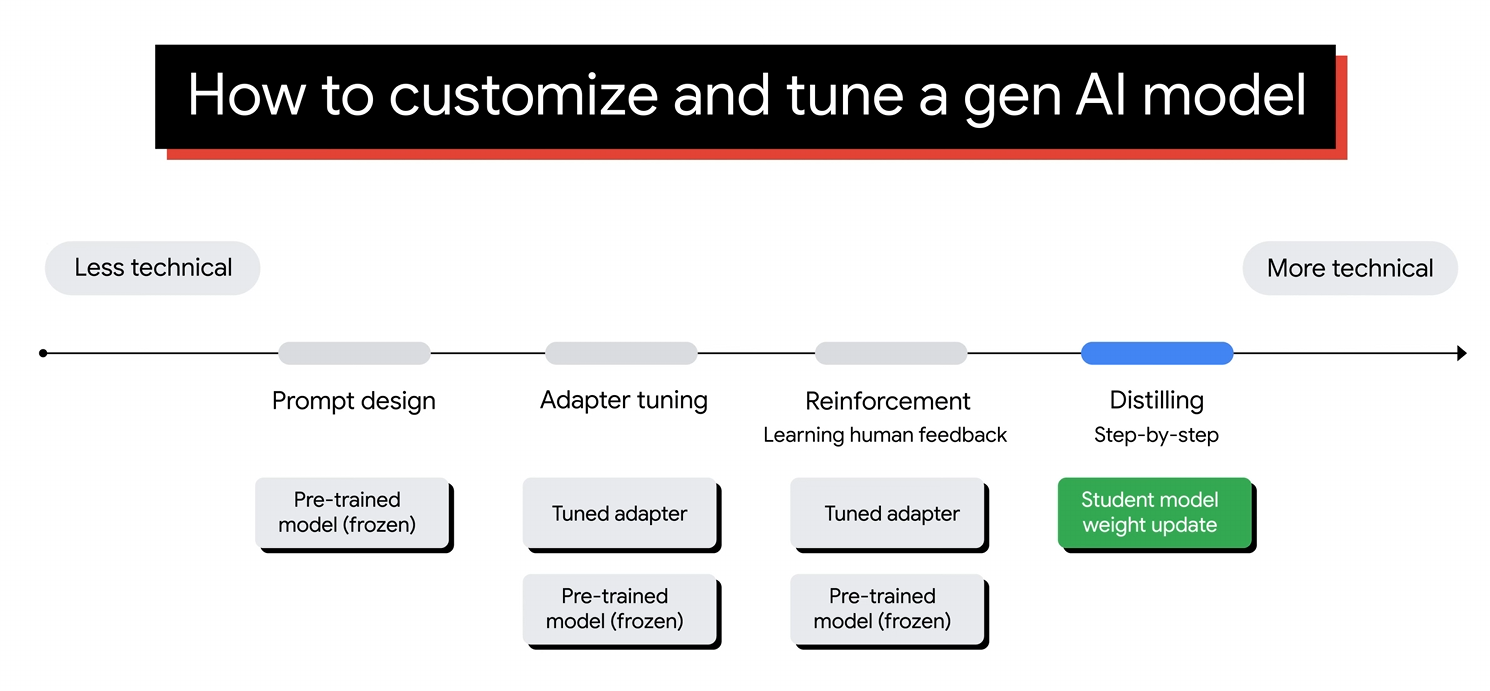 How to customize and tune a gen AI model
Less technical
More technical
Prompt design
Adapter tuning
Reinforcement
Learning human feedback
Distilling
Step-by-step
Pre-trained
model (frozen)
Tuned adapter
Tuned adapter
Student model
weight update
Pre-trained
model (frozen)
Pre-trained
model (frozen)